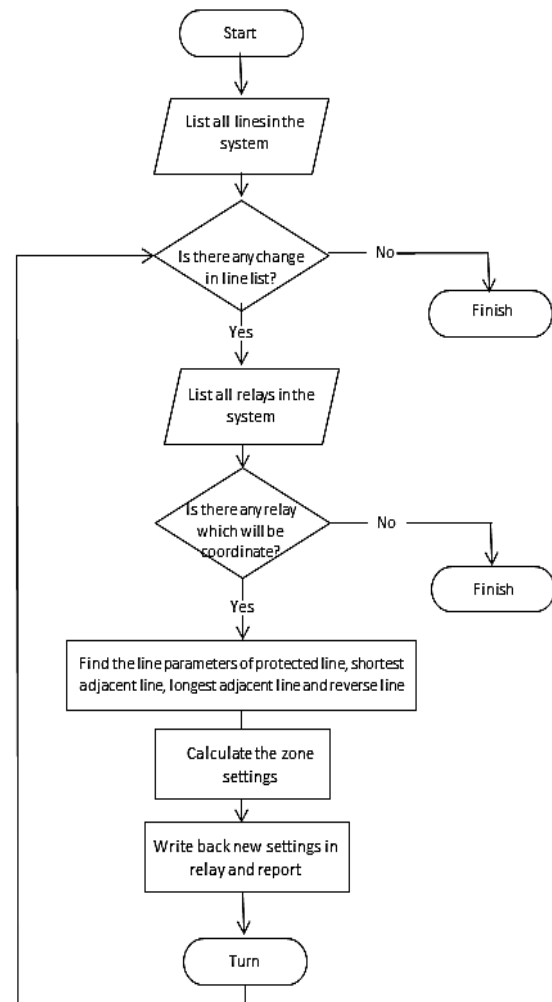 Start
List all lines in the
system
Is there any change
in line list?
No
Finish
Yes
List all relays in the
system
Is there any relay
which will be
coordinate?
No
Finish
Yes
Find the line parameters of protected line, shortest
adjacent line, longest adjacent line and reverse line
Calculate the zone
settings
Write back new settings in
relay and report
Turn